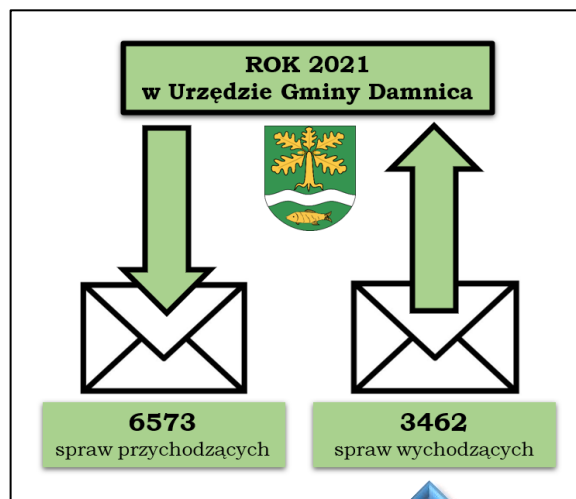 ROK 2021
w Urzędzie Gminy Damnica
6573
spraw przychodzących
3462
spraw wychodzących